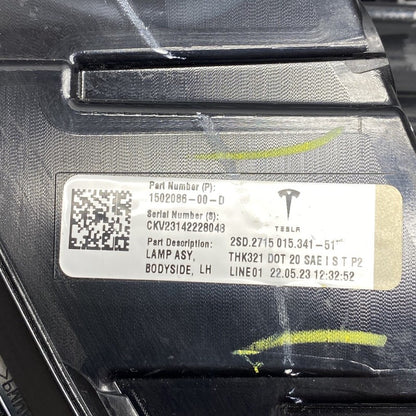 Part Number (P):
1502086-00-D
Serial Number (S):
CKV23142228048
Part Description:
LAMP ASY,
BODYSIDE, LH
TESLA
2SD.2715 015.341-51
THK321 DOT 20 SAE I S T P2
LINE01 22.05.23 12:32:52